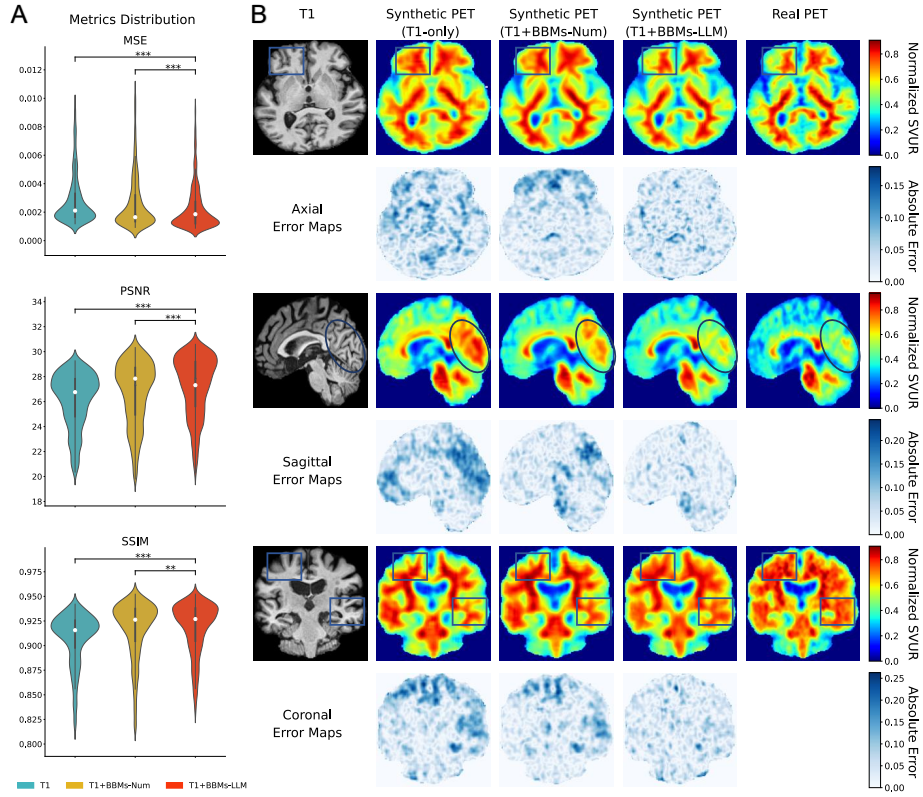 A
Metrics Distribution
MSE
***
***
0.012
0.010
0.008
0.006
0.004
0.002
0.000
PSNR
***
***
34
32
30
28
26
24
22
20
18
SSIM
***
**
0.975
0.950
0.925
0.900
0.875
0.850
0.825
0.800
T1
T1+BBMs-Num
T1+BBMs-LLM
B
T1
Synthetic PET
(T1-only)
Synthetic PET
(T1+BBMs-Num)
Synthetic PET
(T1+BBMs-LLM)
Real PET
0.8
0.6
0.4
0.2
0.0
Normalized SVUR
Axial
Error Maps
0.15
0.10
0.05
0.00
Absolute Error
0.8
0.6
0.4
0.2
0.0
Normalized SVUR
Sagittal
Error Maps
0.20
0.15
0.10
0.05
0.00
Absolute Error
0.8
0.6
0.4
0.2
0.0
Normalized SVUR
Coronal
Error Maps
0.25
0.20
0.15
0.10
0.05
0.00
Absolute Error